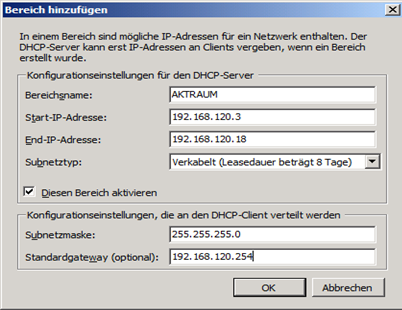 Bereich hinzufügen
In einem Bereich sind mögliche IP-Adressen für ein Netzwerk enthalten. Der
DHCP-Server kann erst IP-Adressen an Clients vergeben, wenn ein Bereich
erstellt wurde.
Konfigurationseinstellungen für den DHCP-Server
Bereichsname: AKTRAUM
Start-IP-Adresse: 192.168.120.3
End-IP-Adresse: 192.168.120.18
Subnetztyp: Verkabelt (Leasedauer beträgt 8 Tage)
Diesen Bereich aktivieren
Konfigurationseinstellungen, die an den DHCP-Client verteilt werden
Subnetzmaske: 255.255.255.0
Standardgateway (optional): 192.168.120.254
OK Abbrechen